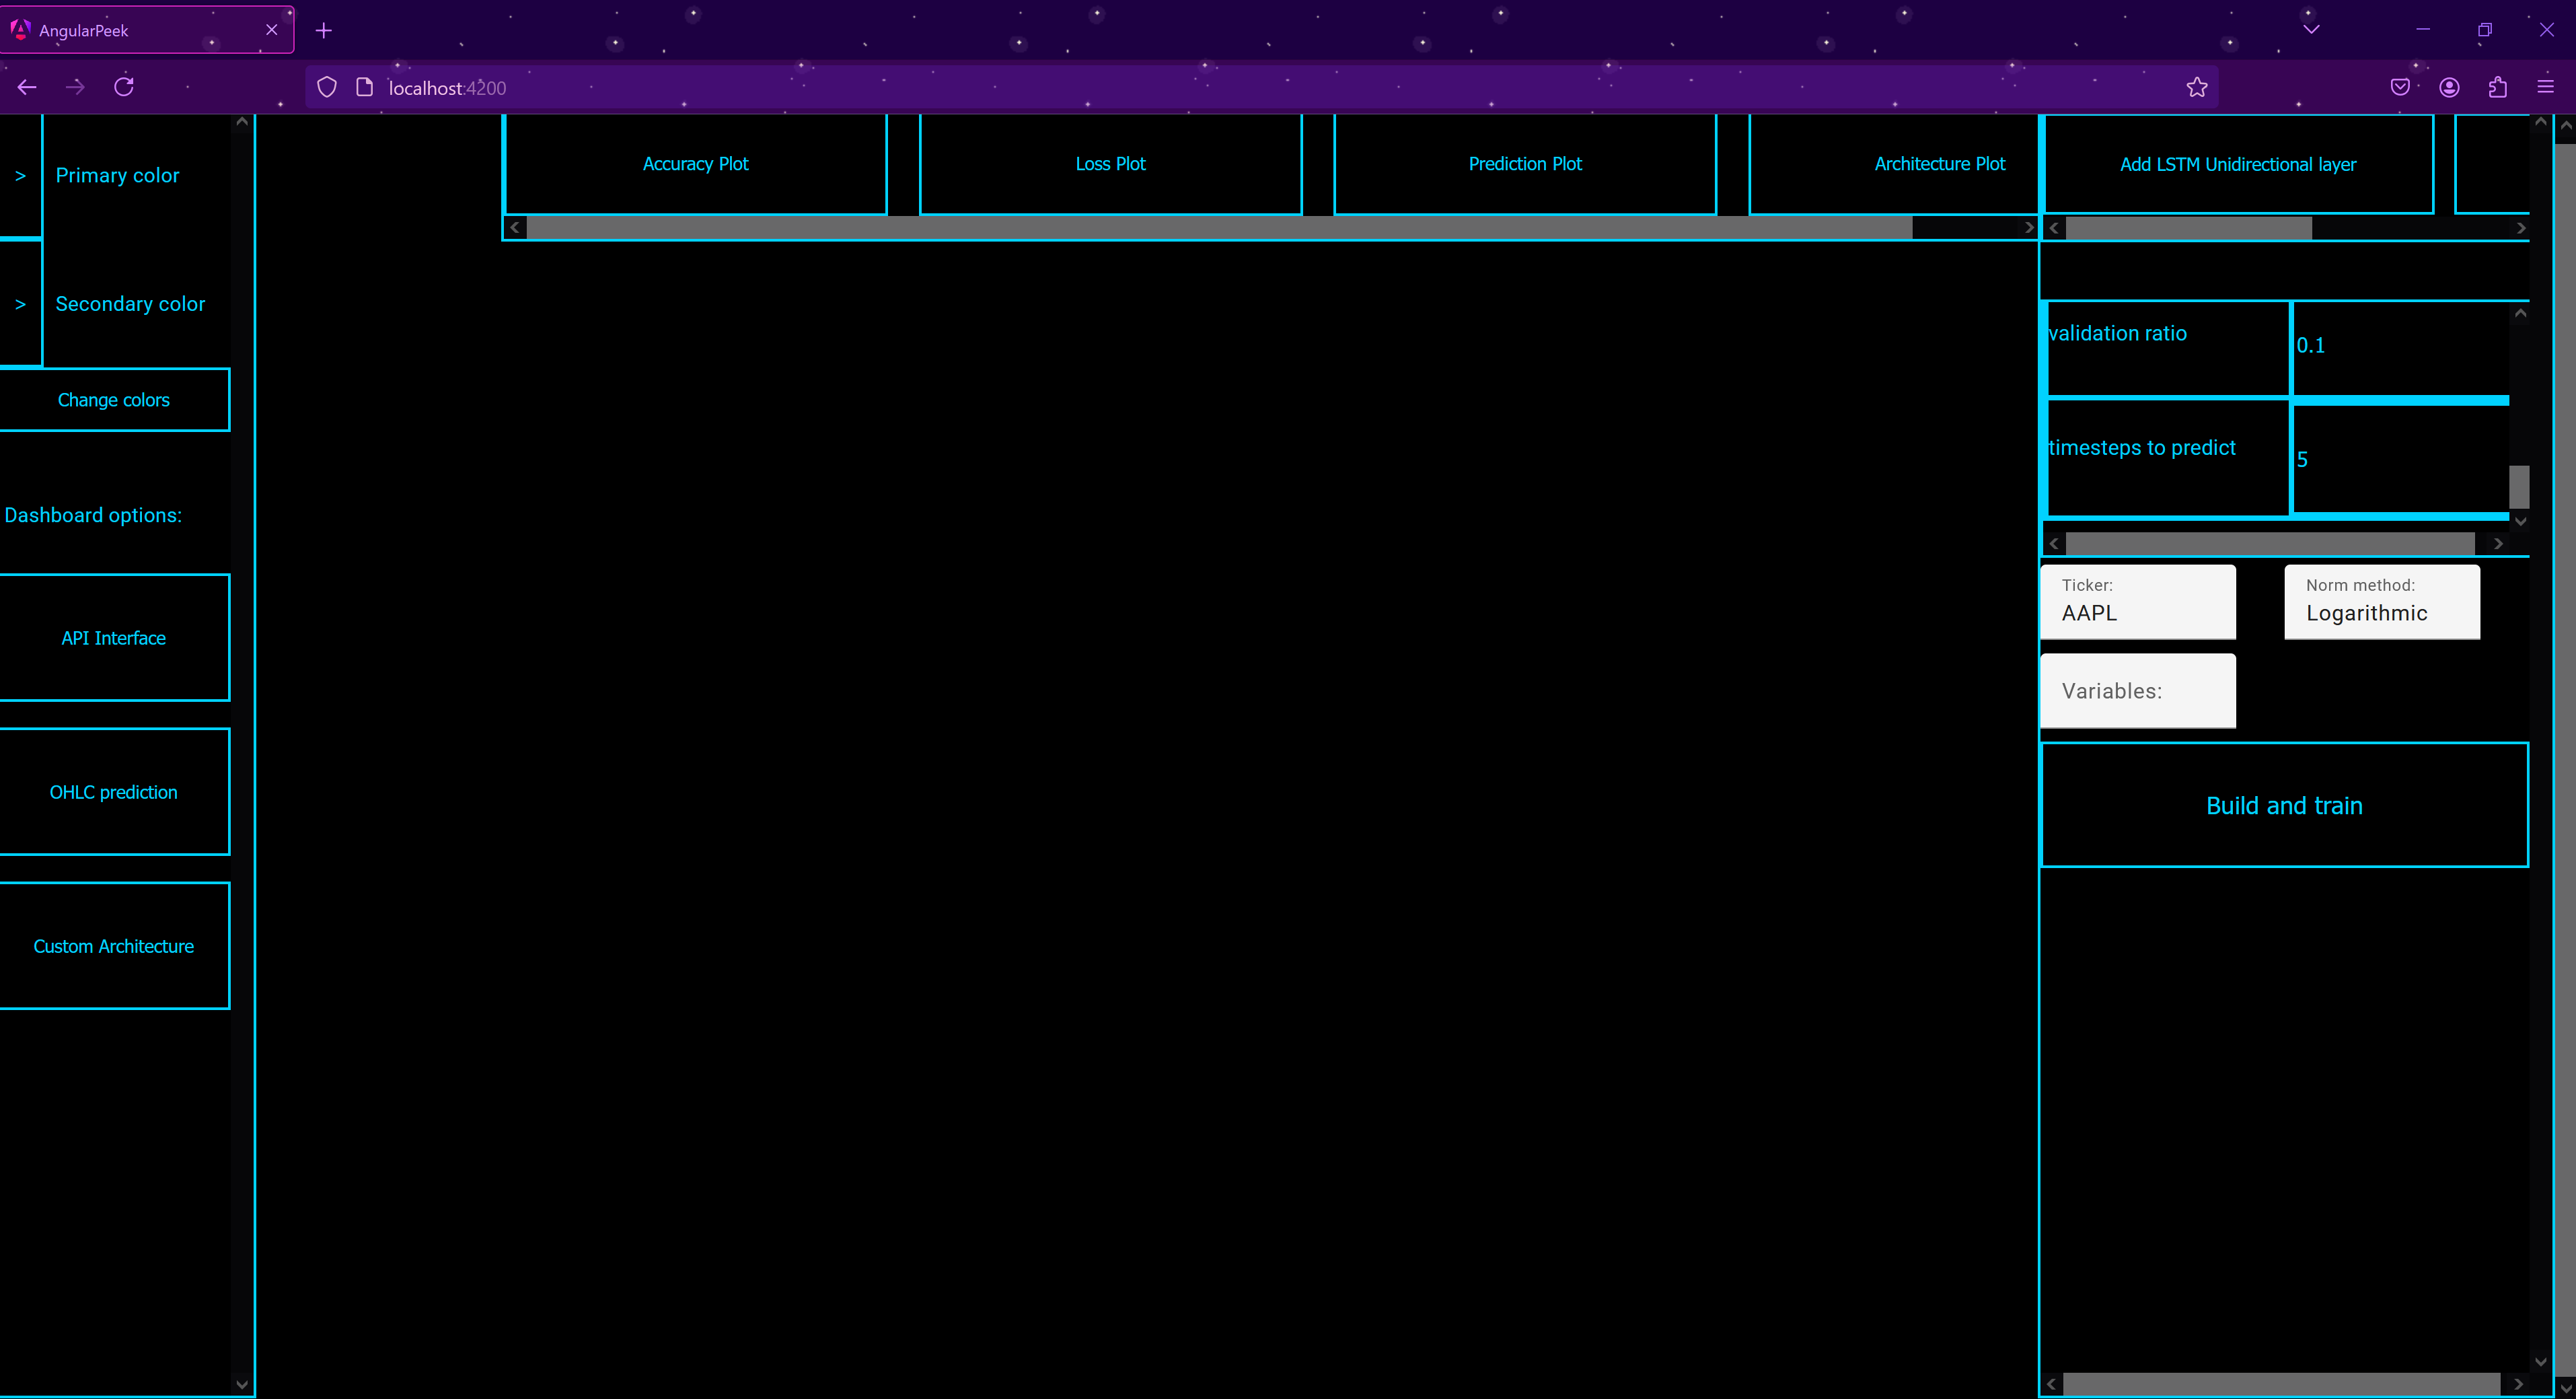 AngularPeek
localhost:4200
> Primary color
> Secondary color
Change colors
Dashboard options:
API Interface
OHLC prediction
Custom Architecture
Accuracy Plot
Loss Plot
Prediction Plot
Architecture Plot
Add LSTM Unidirectional layer
validation ratio
0.1
timesteps to predict
5
Ticker:
AAPL
Norm method:
Logarithmic
Variables:
Build and train